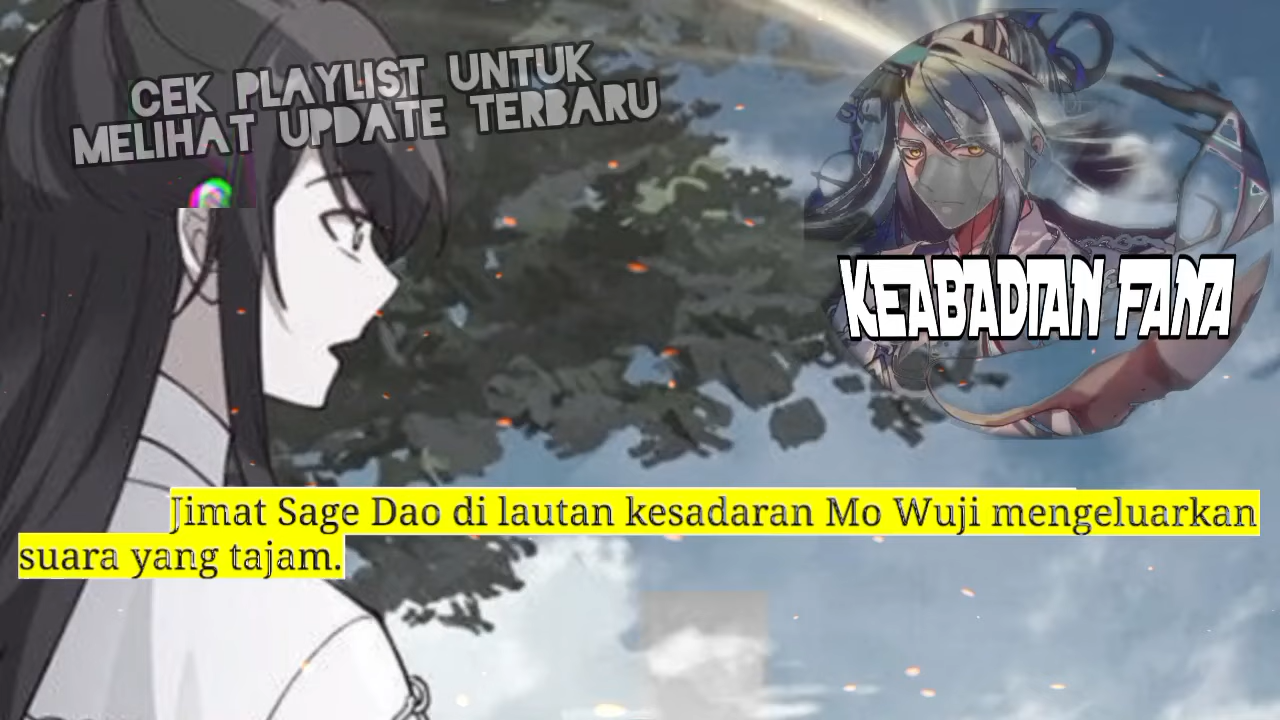 CEK PLAYLIST UNTUK
MELIHAT UPDATE TERBARU
KEABADIAN FANA
Jimat Sage Dao di lautan kesadaran Mo Wuji mengeluarkan
suara yang tajam.